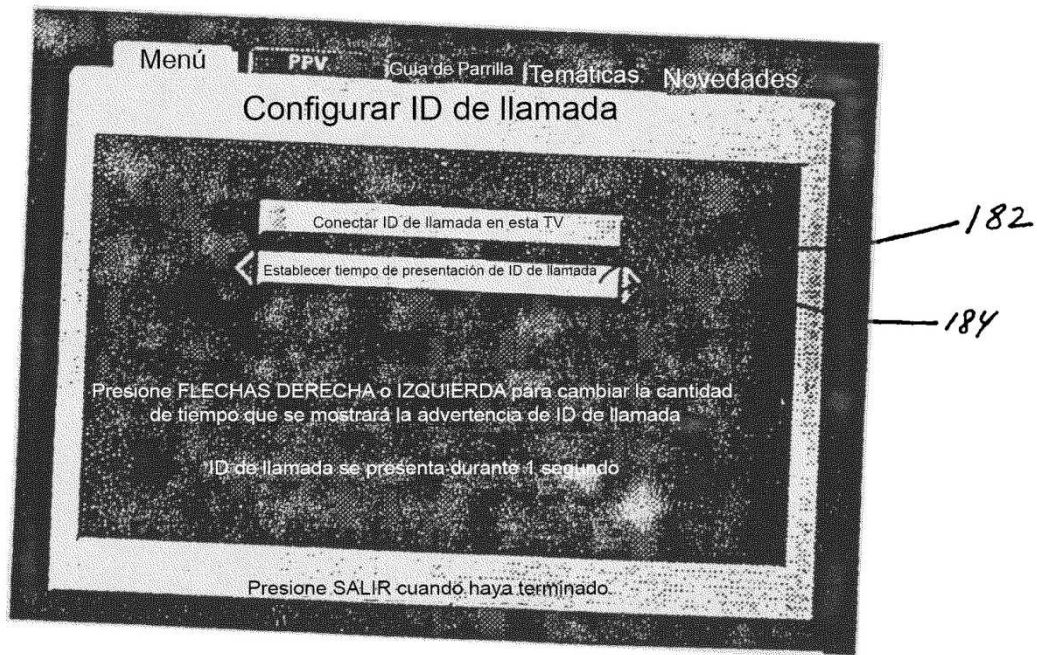 Menú PPV Guía de Parrilla Temáticas Novedades
Configurar ID de llamada
Conectar ID de llamada en esta TV
182
Establecer tiempo de presentación de ID de llamada
184
Presione FLECHAS DERECHA o IZQUIERDA para cambiar la cantidad
de tiempo que se mostrará la advertencia de ID de llamada
ID de llamada se presenta durante 1 segundo
Presione SALIR cuando haya terminado